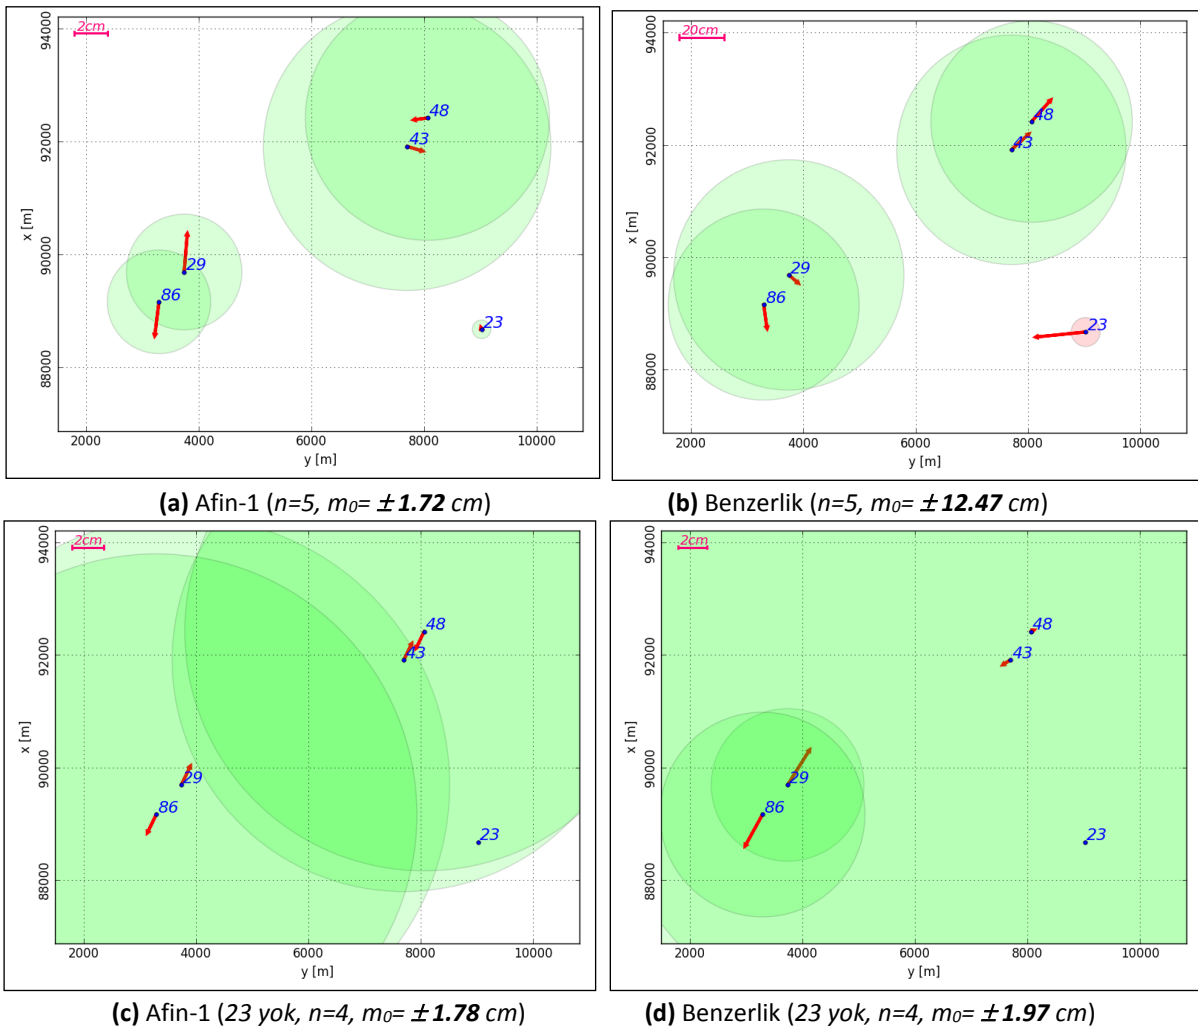 2cm
48
43
29
86
23
94000
92000
90000
88000
x [m]
2000 4000 6000 8000 10000
y [m]
(a) Afin-1 (n=5, m0= ±1.72 cm)
20cm
48
43
29
86
23
94000
92000
90000
88000
x [m]
2000 4000 6000 8000 10000
y [m]
(b) Benzerlik (n=5, m0= ±12.47 cm)
2cm
48
43
29
86
23
94000
92000
90000
88000
x [m]
2000 4000 6000 8000 10000
y [m]
(c) Afin-1 (23 yok, n=4, m0= ±1.78 cm)
2cm
48
43
29
86
23
94000
92000
90000
88000
x [m]
2000 4000 6000 8000 10000
y [m]
(d) Benzerlik (23 yok, n=4, m0= ±1.97 cm)